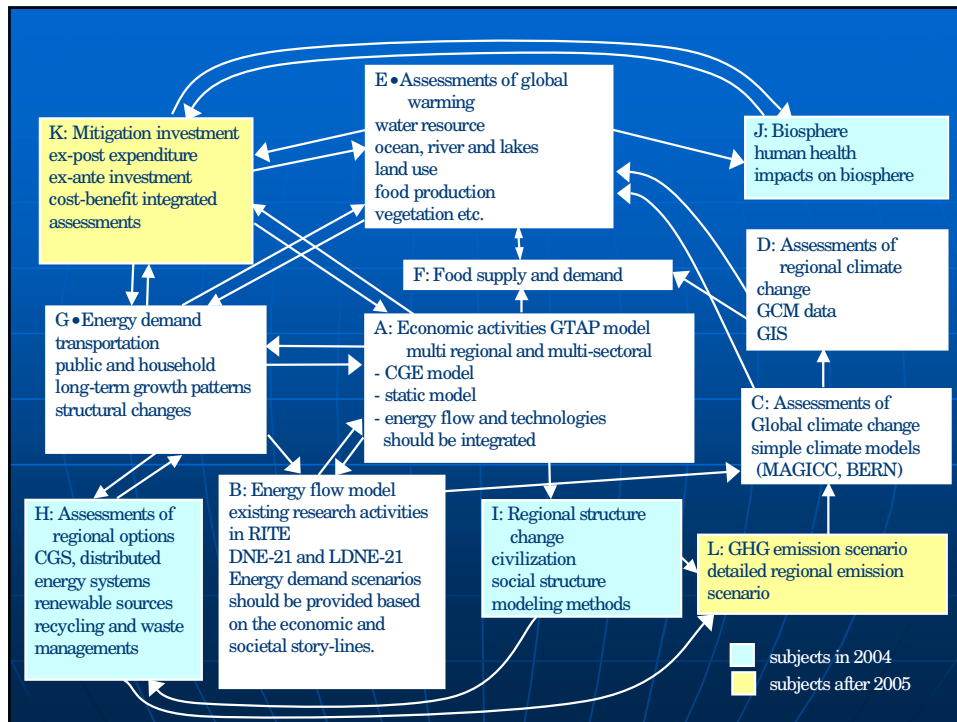 E•Assessments of global
warming
water resource
ocean, river and lakes
land use
food production
vegetation etc.
K: Mitigation investment
ex-post expenditure
ex-ante investment
cost-benefit integrated
assessments
J: Biosphere
human health
impacts on biosphere
D: Assessments of
regional climate
change
GCM data
GIS
F: Food supply and demand
G•Energy demand
transportation
public and household
long-term growth patterns
structural changes
A: Economic activities GTAP model
multi regional and multi-sectoral
- CGE model
- static model
- energy flow and technologies
should be integrated
C: Assessments of
Global climate change
simple climate models
(MAGICC, BERN)
H: Assessments of
regional options
CGS, distributed
energy systems
renewable sources
recycling and waste
managements
B: Energy flow model
existing research activities
in RITE
DNE-21 and LDNE-21
Energy demand scenarios
should be provided based
on the economic and
societal story-lines.
I: Regional structure
change
civilization
social structure
modeling methods
L: GHG emission scenario
detailed regional emission
scenario
subjects in 2004
subjects after 2005